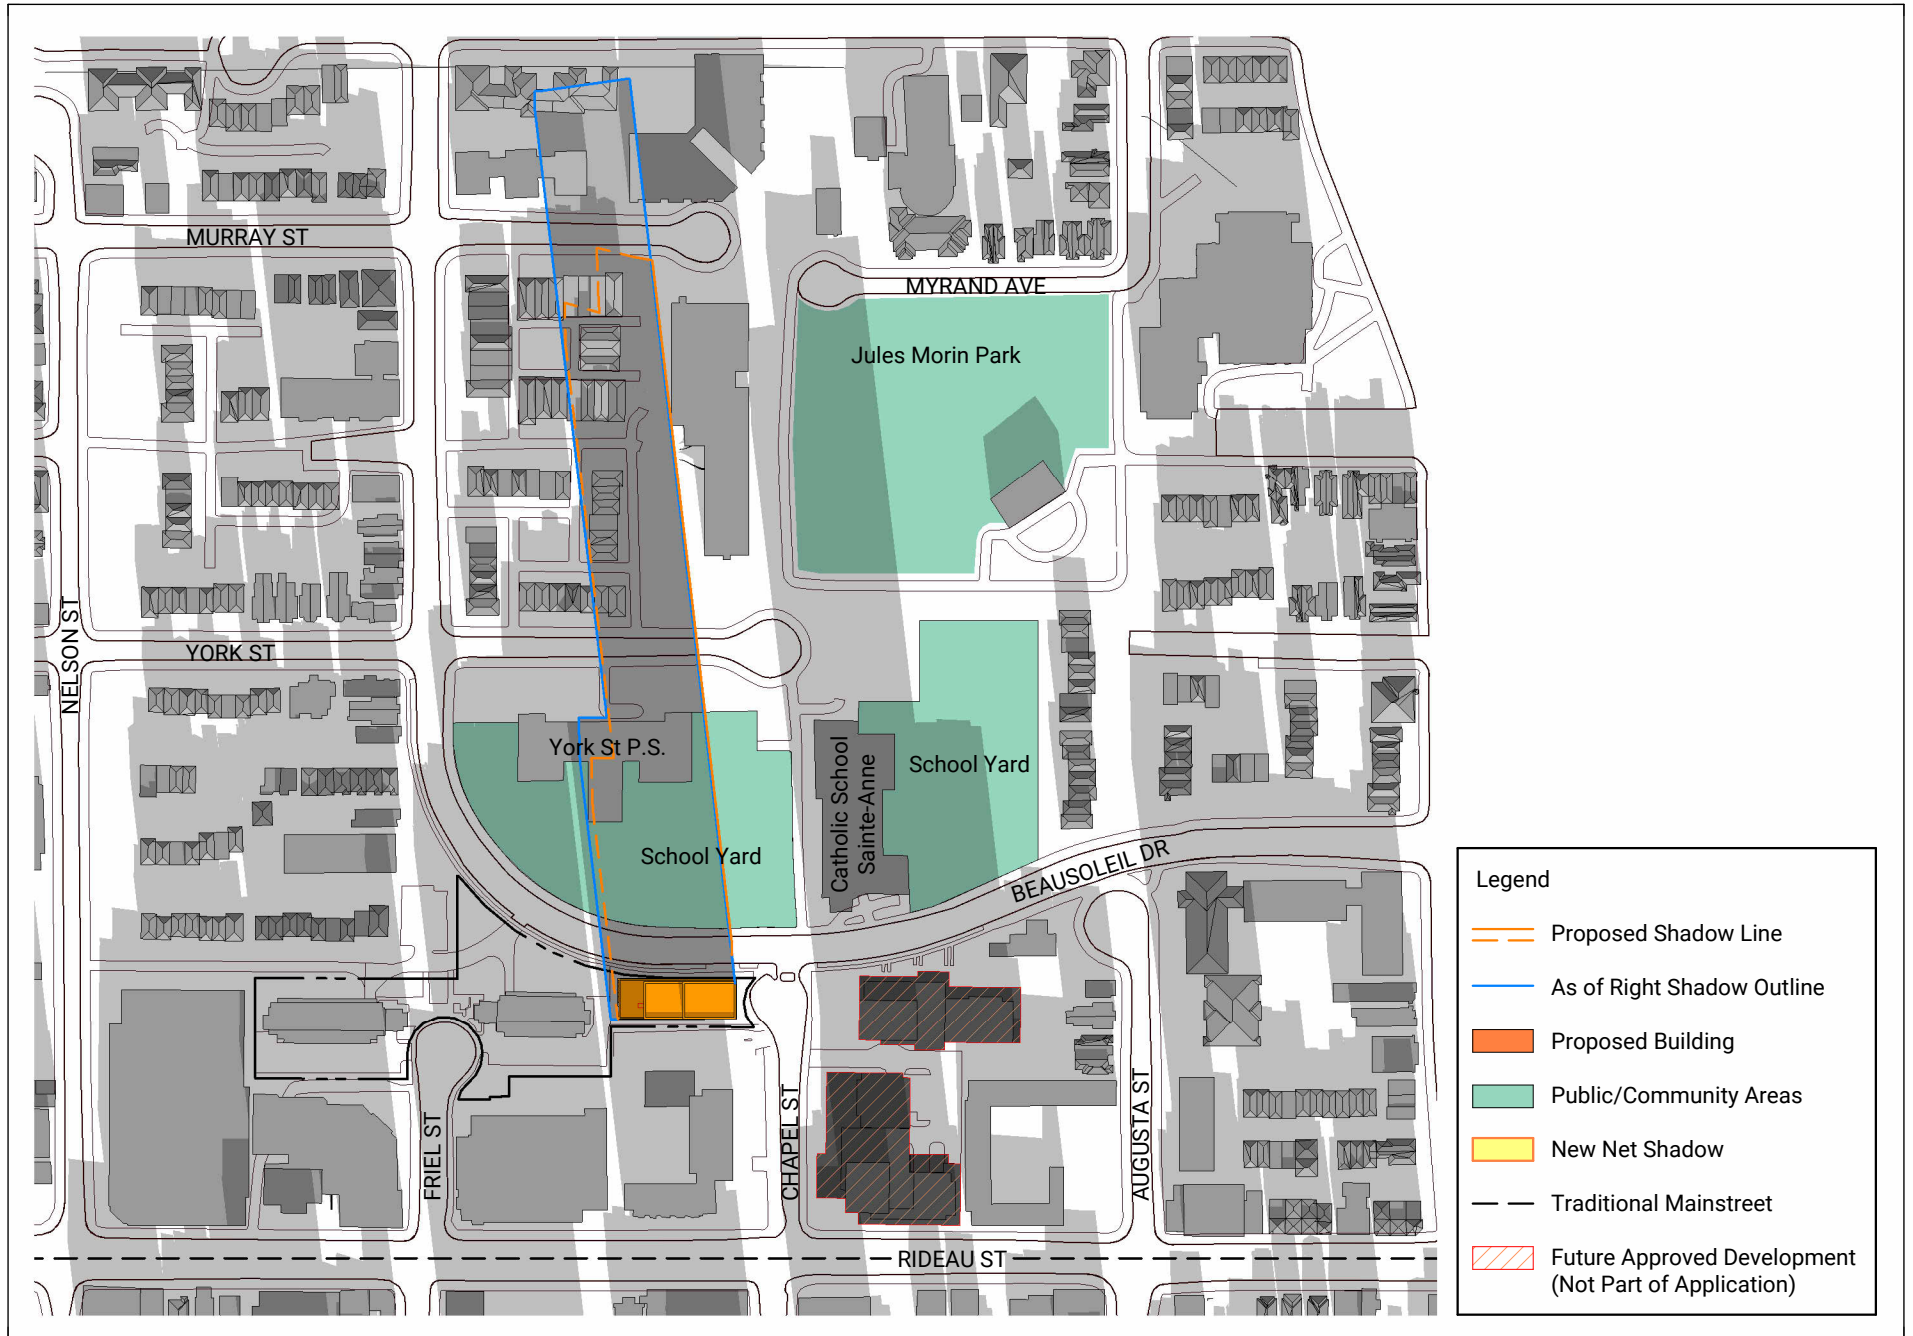 MURRAY ST
MYRAND AVE
Jules Morin Park
NELSON ST
YORK ST
York St P.S.
School Yard
Catholic School
Sainte-Anne
School Yard
BEAUSOLEIL DR
FRIEL ST
CHAPEL ST
AUGUSTA ST
RIDEAU ST
Legend
Proposed Shadow Line
As of Right Shadow Outline
Proposed Building
Public/Community Areas
New Net Shadow
Traditional Mainstreet
Future Approved Development
(Not Part of Application)